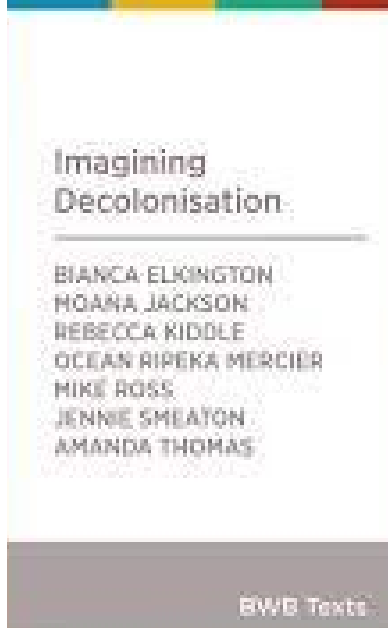 Imagining
Decolonisation
BIANCA ELKINGTON
MOANA JACKSON
REBECCA KIDDLE
OCEAN RIPEKA MERCIER
MIKE ROSS
JENNIE SMEATON
AMANDA THOMAS
BWB Texts